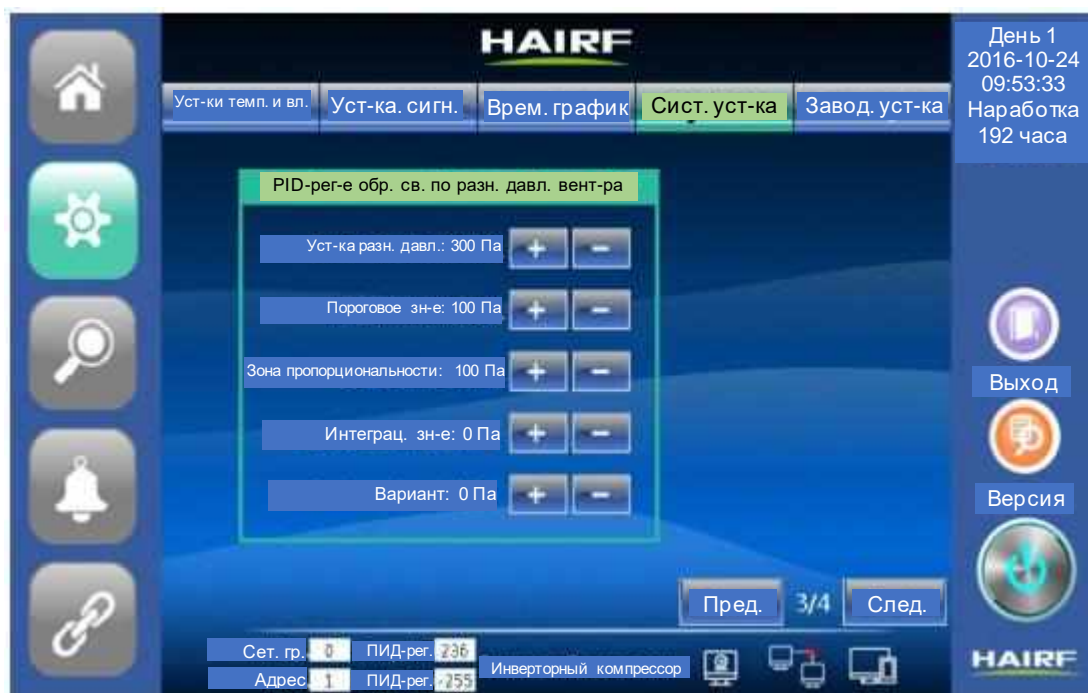 HAIRF
День 1
2016-10-24
09:53:33
Наработка
192 часа
Уст-ки темп. и вл.
Уст-ка. сигн.
Врем. график
Сист. уст-ка
Завод. уст-ка
PID-рег-е обр. св. по разн. давл. вент-ра
Уст-ка разн. давл.: 300 Па + -
Пороговое зн-е: 100 Па + -
Зона пропорциональности: 100 Па + -
Интеграц. зн-е: 0 Па + -
Вариант: 0 Па + -
Выход
Версия
Пред. 3/4 След.
Сет. гр. 0 ПИД-рег. 236
Адрес 1 ПИД-рег. -255
Инверторный компрессор
HAIRF